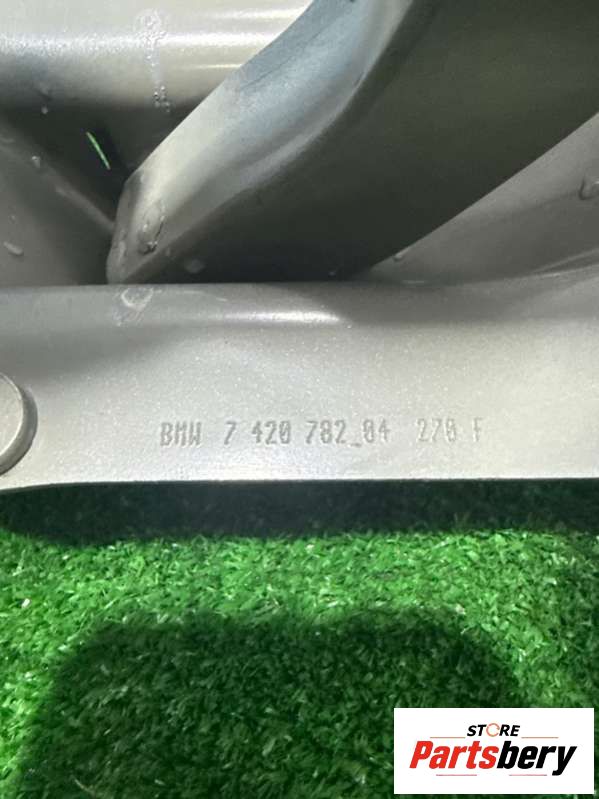 BMW 7 420 782_04 270 F
STORE
Partsbery